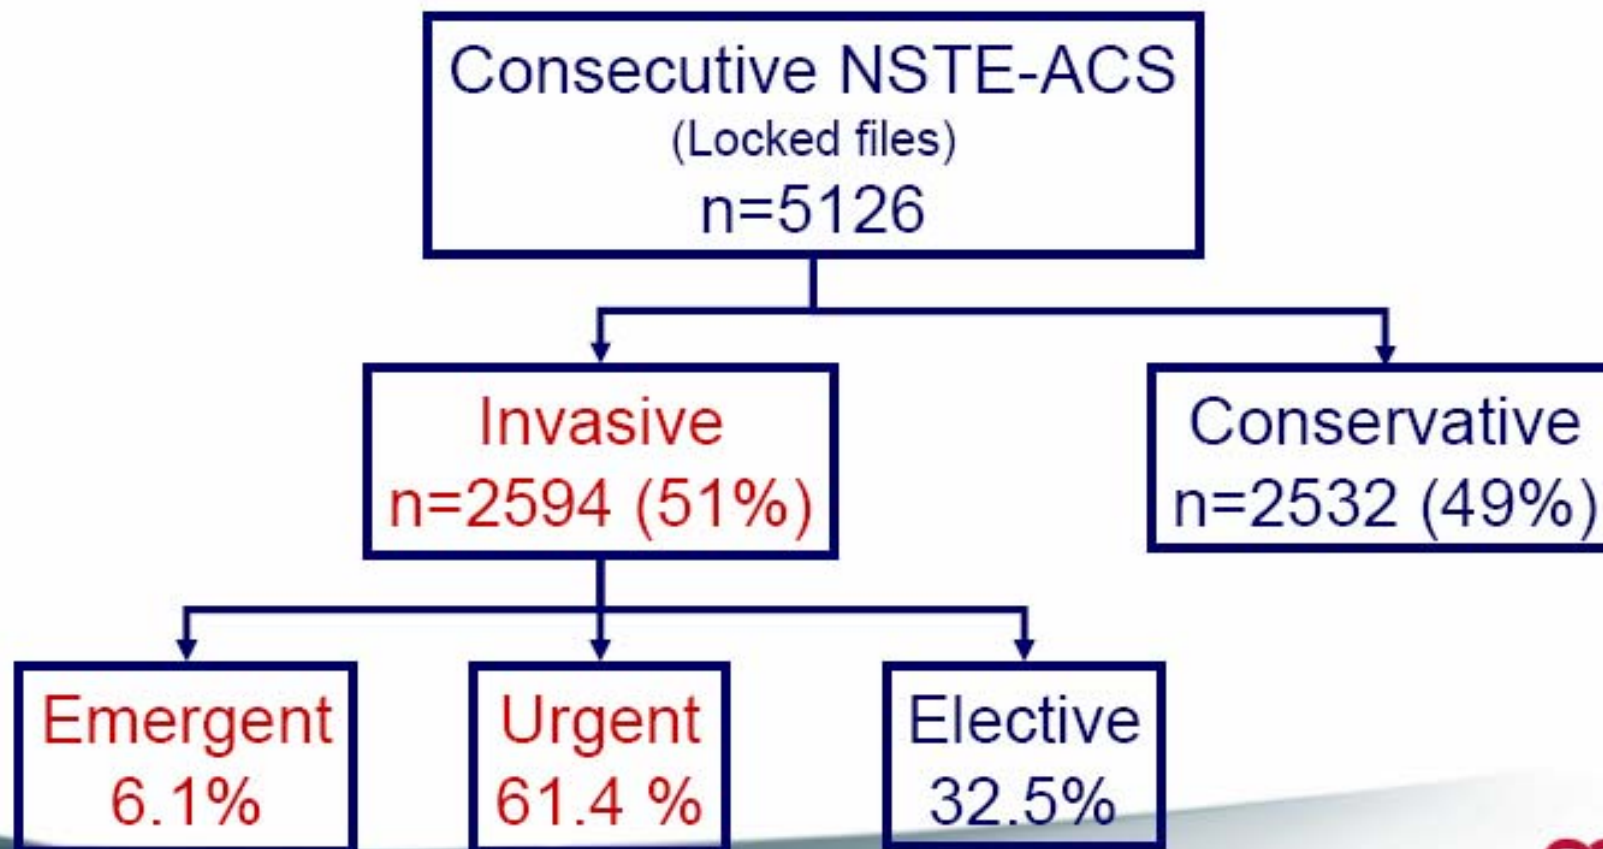 Consecutive NSTE-ACS
(Locked files)
n=5126
Invasive
n=2594 (51%)
Conservative
n=2532 (49%)
Emergent
6.1%
Urgent
61.4 %
Elective
32.5%